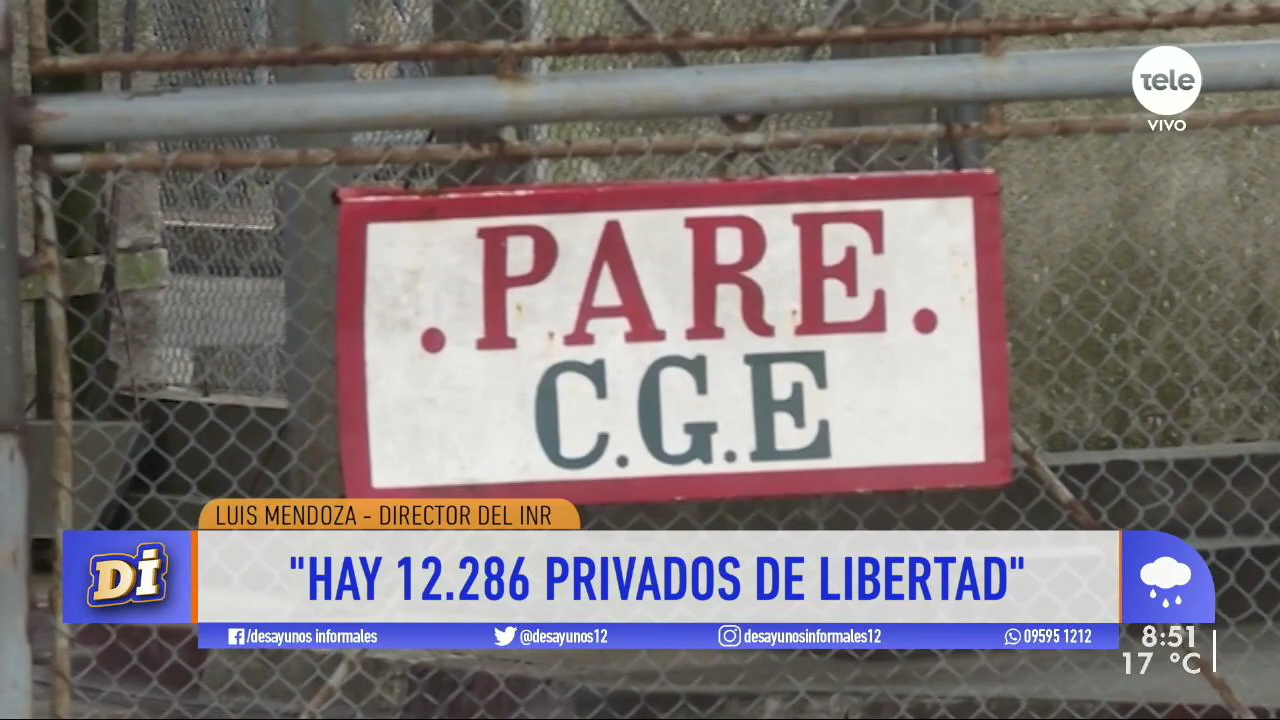 tele
VIVO
.PARE.
C.G.E
LUIS MENDOZA - DIRECTOR DEL INR
Di
"HAY 12.286 PRIVADOS DE LIBERTAD"
/desayunos informales
@desayunos12
desayunosinformales12
09595 1212
8:51
17 °C